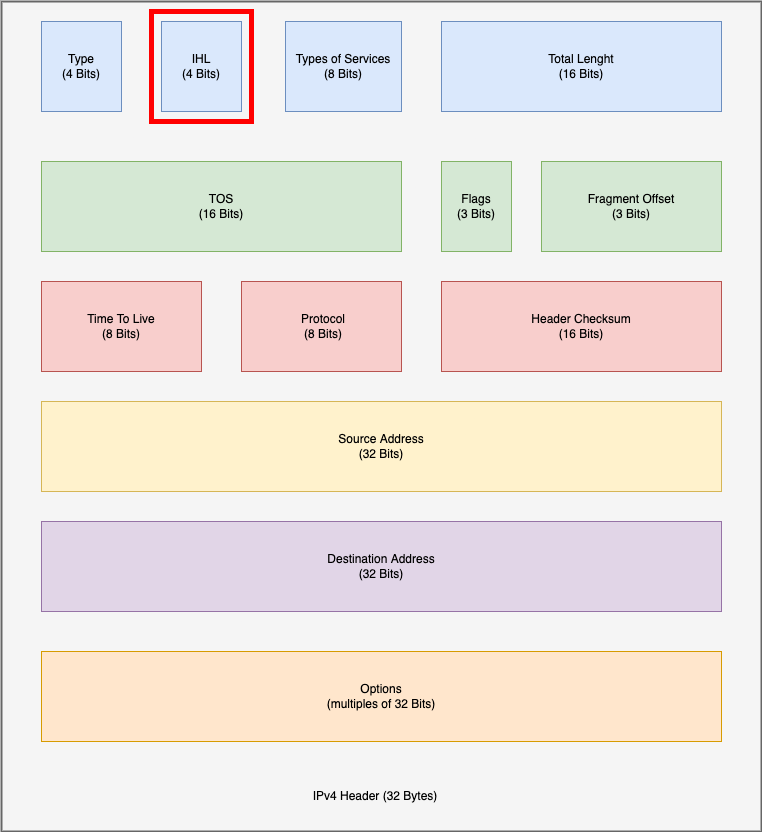 Type
(4 Bits)
IHL
(4 Bits)
Types of Services
(8 Bits)
Total Lenght
(16 Bits)
TOS
(16 Bits)
Flags
(3 Bits)
Fragment Offset
(3 Bits)
Time To Live
(8 Bits)
Protocol
(8 Bits)
Header Checksum
(16 Bits)
Source Address
(32 Bits)
Destination Address
(32 Bits)
Options
(multiples of 32 Bits)
IPv4 Header (32 Bytes)